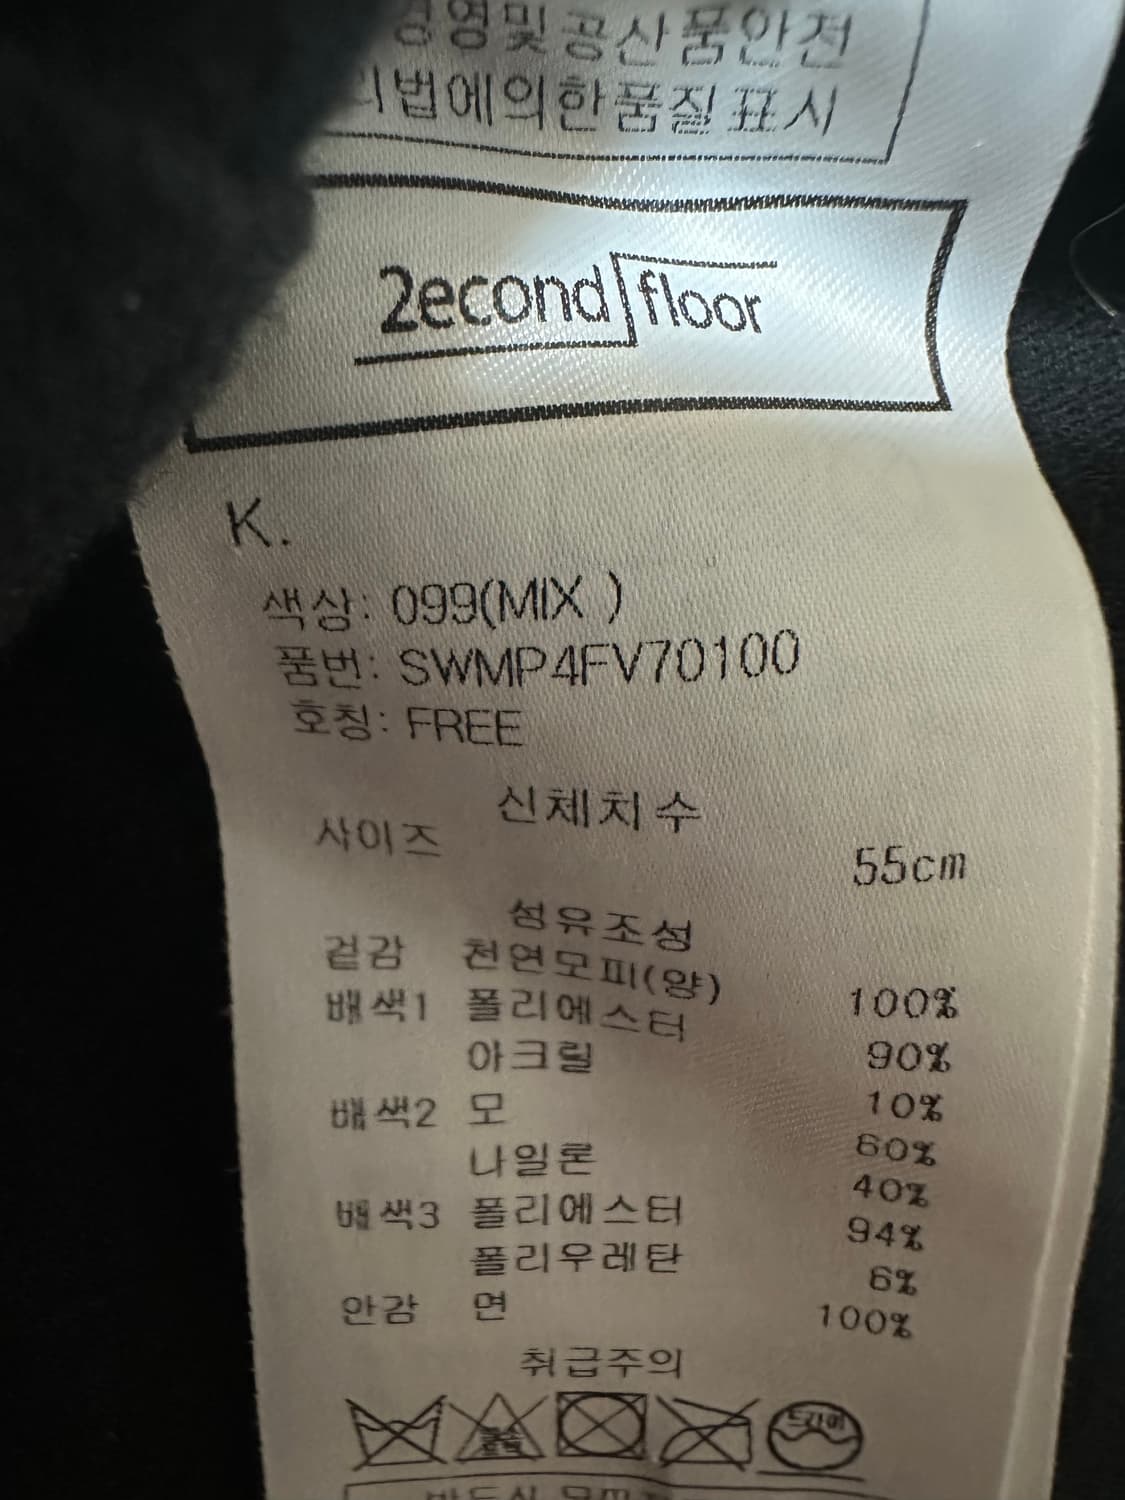 경영및공산품안전
리법에의한품질표시
2econd floor
K.
색상: 099(MIX )
품번: SWMP4FV70100
호칭: FREE
신체치수
사이즈 55cm
섬유조성
겉감 천연모피(양) 100%
배색1 폴리에스터 90%
아크릴 10%
배색2 모 60%
나일론 40%
배색3 폴리에스터 94%
폴리우레탄 6%
안감 면 100%
취급주의
드라이